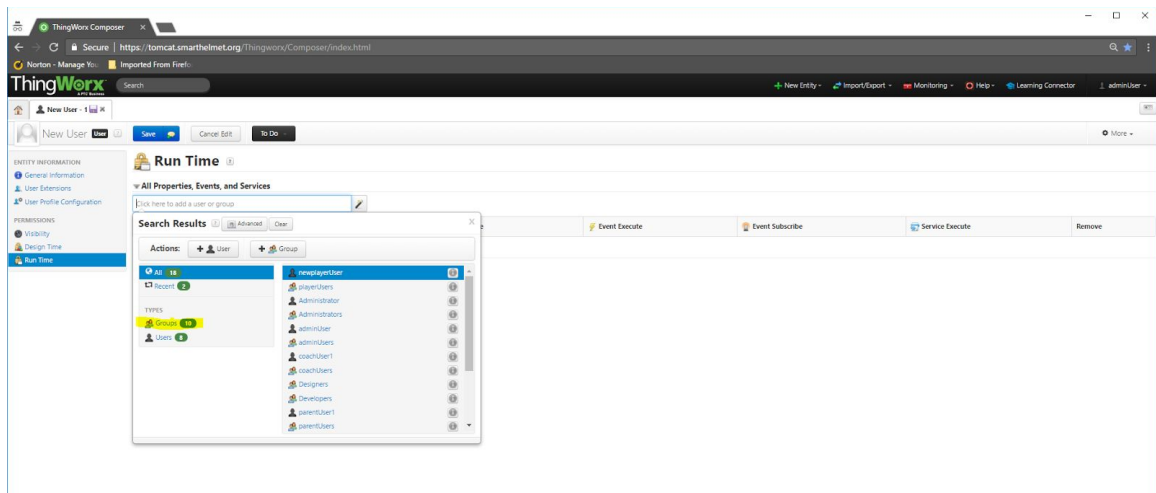 ThingWorx Composer
Secure | https://tomcat.smarthelmet.org/Thingworx/Composer/index.html
Norton - Manage You Imported From Firefo
ThingWorx Search New Entity Import/Export Monitoring Help Learning Connector adminUser
A PTC Business
New User - 1
New User User Save Cancel Edit To Do More
ENTITY INFORMATION
General Information
User Extensions
User Profile Configuration
PERMISSIONS
Visibility
Design Time
Run Time
Run Time
All Properties, Events, and Services
Click here to add a user or group
Event Execute Event Subscribe Service Execute Remove
Search Results Advanced Clear
Actions: + User + Group
All 18
Recent 2
TYPES
Groups 10
Users 8
newplayerUser
playerUsers
Administrator
Administrators
adminUser
adminUsers
coachUser1
coachUsers
Designers
Developers
parentUser1
parentUsers